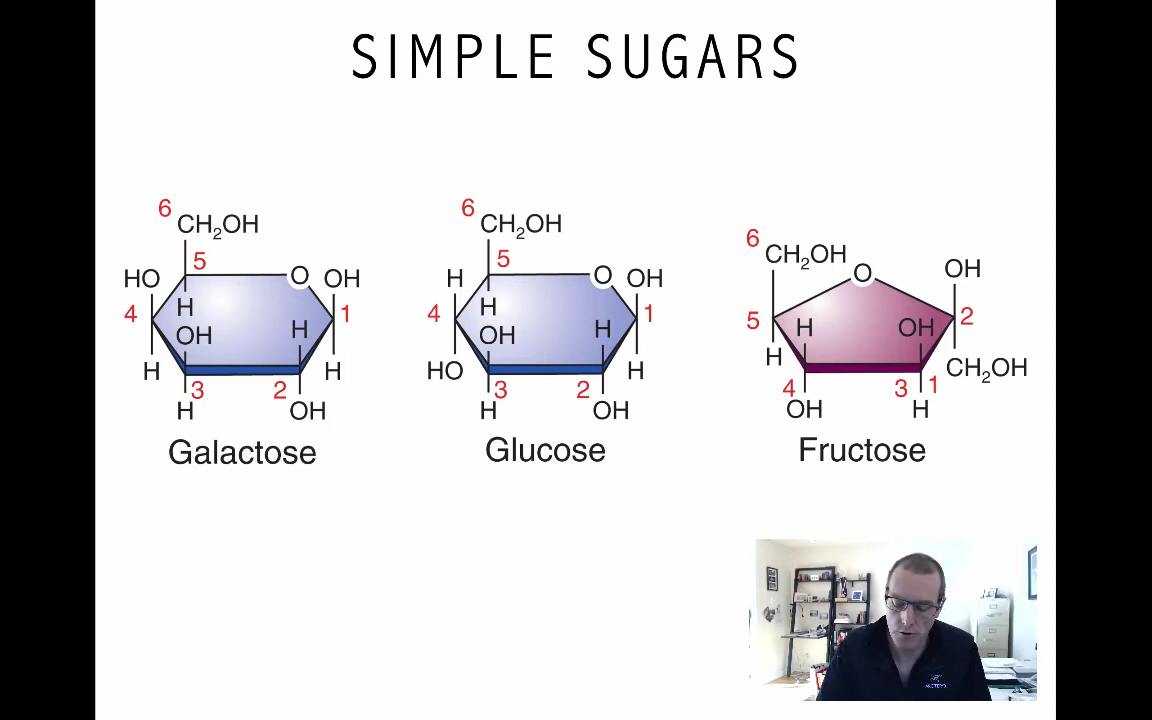 SIMPLE SUGARS
6
CH2OH
5
HO
O
OH
4
H
OH
H
1
H
3
2
H
H
OH
Galactose
6
CH2OH
5
H
O
OH
4
H
OH
H
1
HO
3
2
H
H
OH
Glucose
6
CH2OH
O
OH
5
H
OH
2
H
CH2OH
4
3
1
OH
H
Fructose
ARC'TERYX